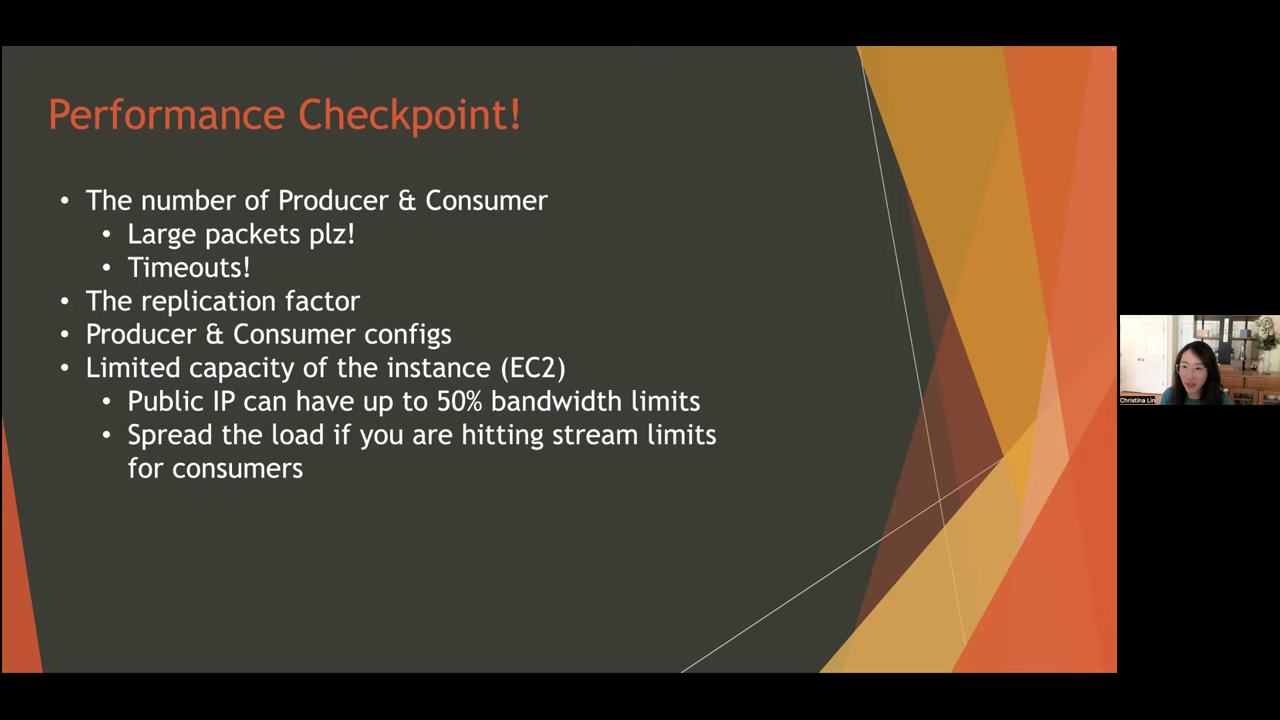 Performance Checkpoint!
• The number of Producer & Consumer
• Large packets plz!
• Timeouts!
• The replication factor
• Producer & Consumer configs
• Limited capacity of the instance (EC2)
• Public IP can have up to 50% bandwidth limits
• Spread the load if you are hitting stream limits
for consumers
Christina Lin